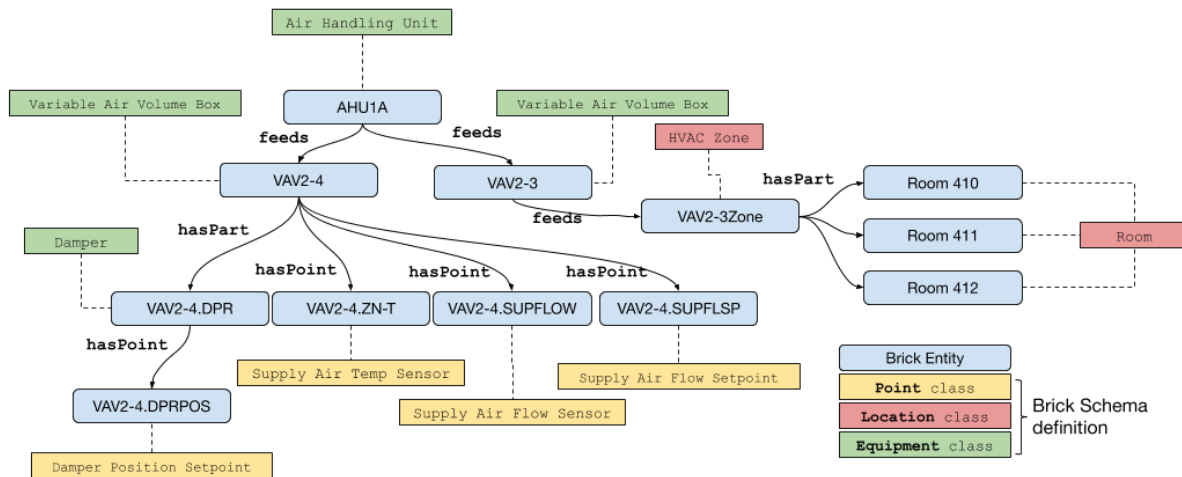 Air Handling Unit
Variable Air Volume Box
AHU1A
Variable Air Volume Box
feeds
feeds
HVAC Zone
VAV2-4
VAV2-3
hasPart
Room 410
feeds
VAV2-3Zone
hasPart
Room 411
Room
Damper
hasPoint
hasPoint
hasPoint
Room 412
VAV2-4.DPR
VAV2-4.ZN-T
VAV2-4.SUPFLOW
VAV2-4.SUPFLSP
hasPoint
Supply Air Temp Sensor
Supply Air Flow Setpoint
VAV2-4.DPRPOS
Supply Air Flow Sensor
Damper Position Setpoint
Brick Entity
Point class
Location class
Equipment class
Brick Schema
definition